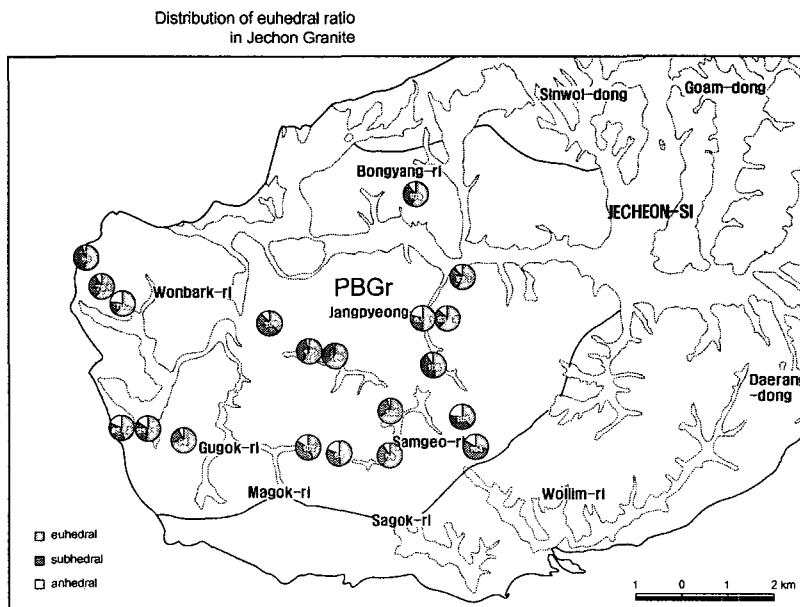 Distribution of euhedral ratio
in Jechon Granite
Sinwol-dong
Goam-dong
Bongyang-ri
JECHEON-SI
Wonbark-ri
PBGr
Jangpyeong
Daerang
-dong
Gugok-ri
Samgeo-ri
Magok-ri
Wollim-ri
Sagok-ri
euhedral
subhedral
anhedral
1 0 1 2 km